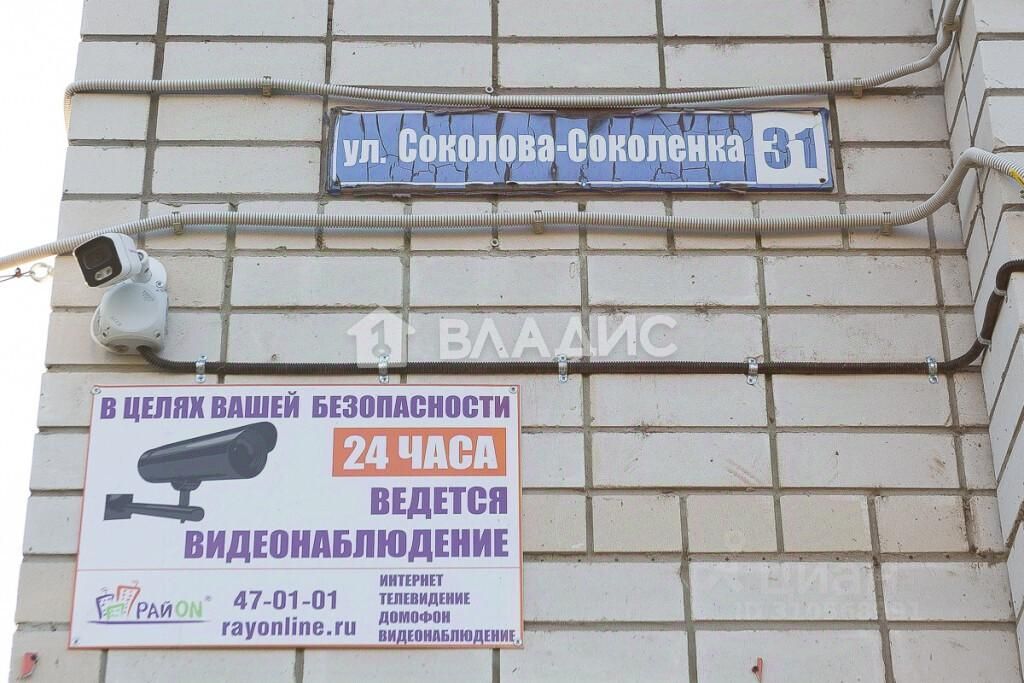 ул. Соколова-Соколенка 31
ВЛАДИС
В ЦЕЛЯХ ВАШЕЙ БЕЗОПАСНОСТИ
24 ЧАСА
ВЕДЕТСЯ
ВИДЕОНАБЛЮДЕНИЕ
РАЙON®
47-01-01
rayonline.ru
ИНТЕРНЕТ
ТЕЛЕВИДЕНИЕ
ДОМОФОН
ВИДЕОНАБЛЮДЕНИЕ
циан